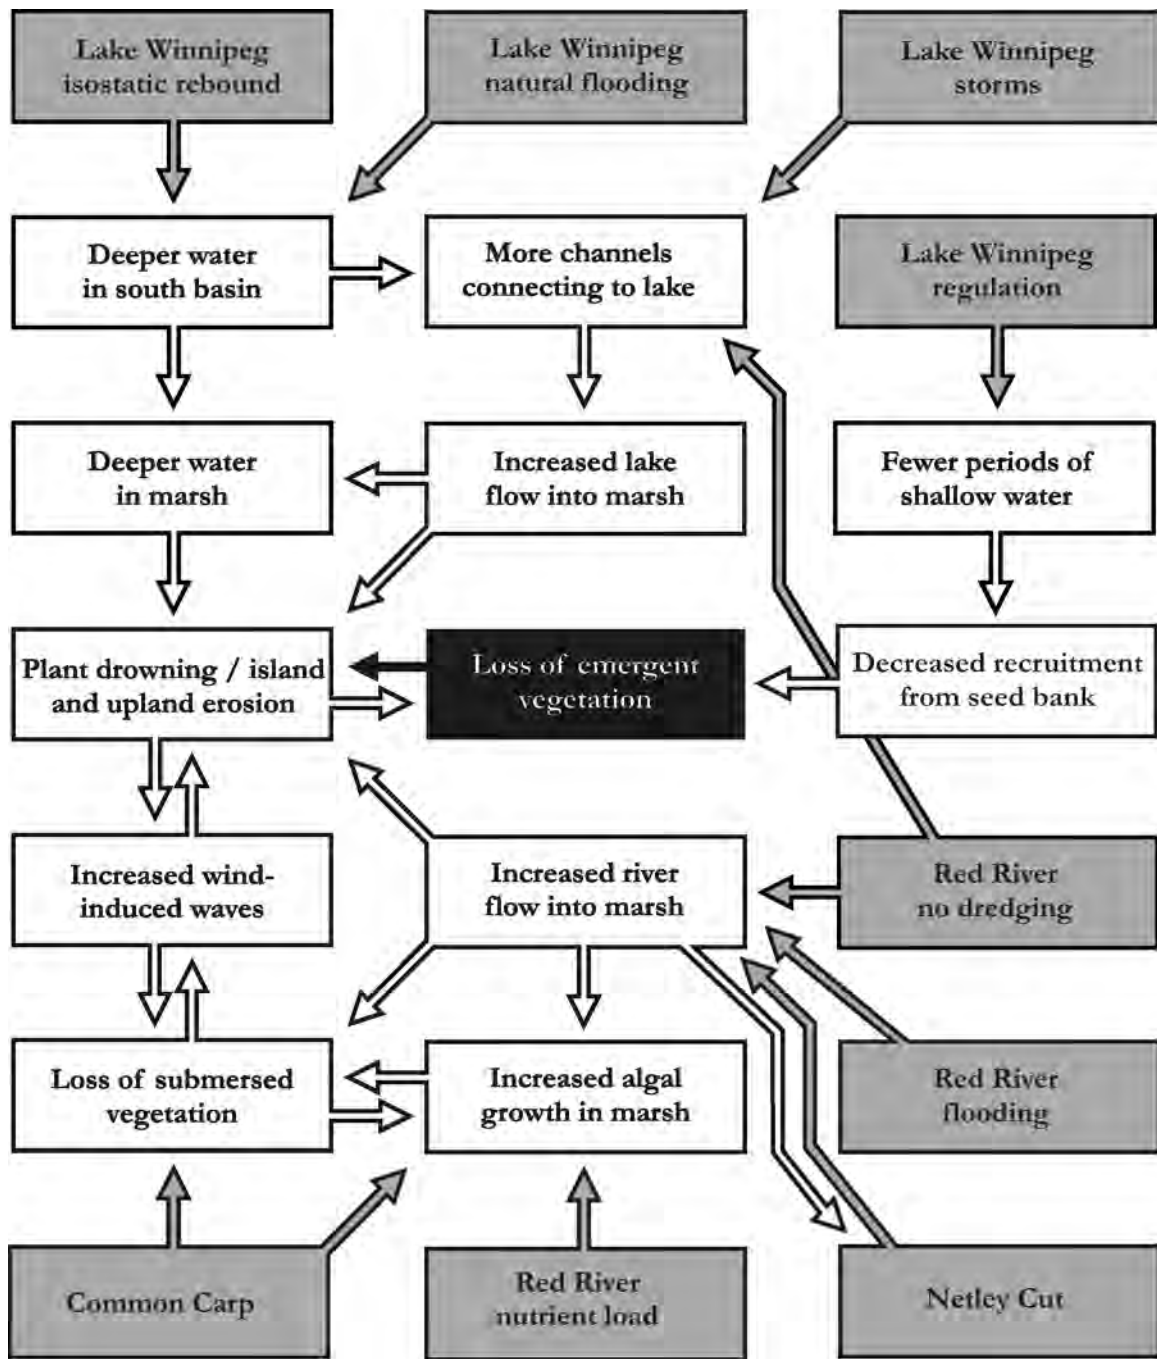 Lake Winnipeg
isostatic rebound
Lake Winnipeg
natural flooding
Lake Winnipeg
storms
Deeper water
in south basin
More channels
connecting to lake
Lake Winnipeg
regulation
Deeper water
in marsh
Increased lake
flow into marsh
Fewer periods of
shallow water
Plant drowning / island
and upland erosion
Loss of emergent
vegetation
Decreased recruitment
from seed bank
Increased wind-
induced waves
Increased river
flow into marsh
Red River
no dredging
Loss of submersed
vegetation
Increased algal
growth in marsh
Red River
flooding
Common Carp
Red River
nutrient load
Netley Cut